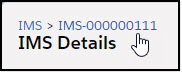 IMS > IMS-000000111
IMS Details